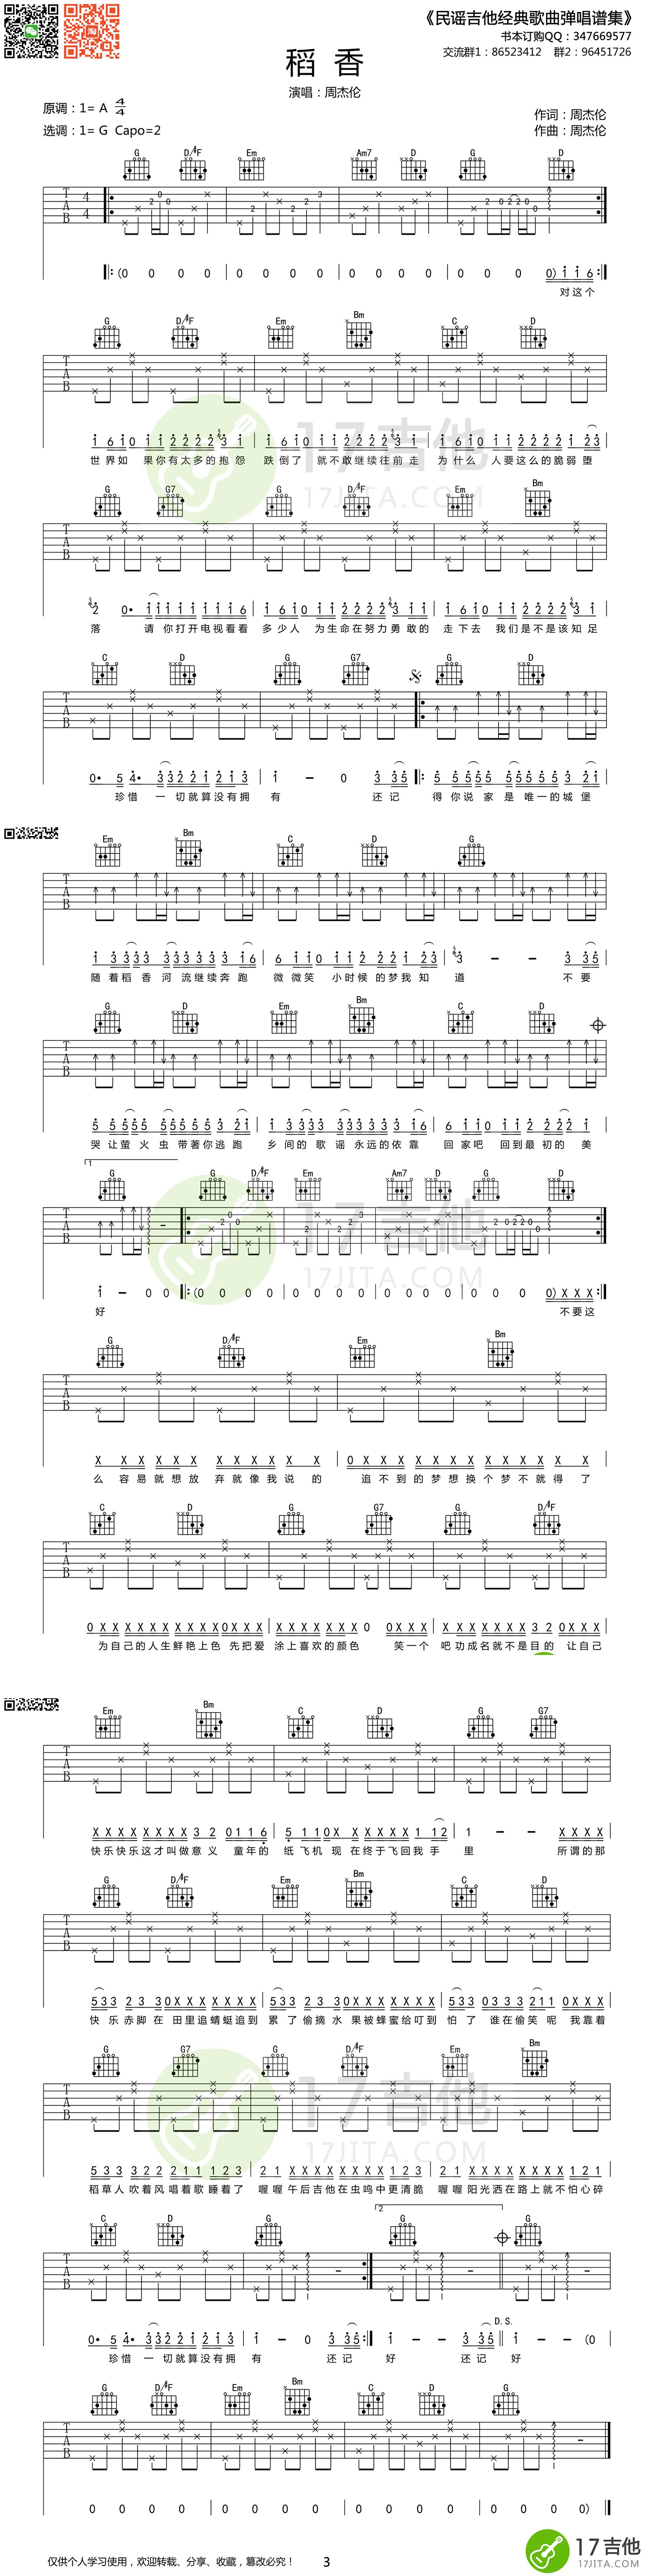 《民谣吉他经典歌曲弹唱谱集》
书本订购QQ：347669577
交流群1：86523412 群2：96451726
稻 香
演唱：周杰伦
原调：1= A 4/4
作词：周杰伦
选调：1= G Capo=2
作曲：周杰伦
G D/#F Em Am7 D G D
对这个
G D/#F Em Bm C D
世界如 果你有太多的抱怨 跌倒了 就不敢继续往前走 为什么 人要这么的脆弱 堕
G G7 G D/#F Em Bm
落 请你打开电视看看 多少人 为生命在努力勇敢的 走下去 我们是不是该知足
C D G G7 G D
珍惜 一切就算没有拥 有 还记 得你说家是唯一的城堡
Em Bm C D G
随着稻香河流继续奔跑 微微笑 小时候的梦我知 道 不要
G D Em Bm C D
哭让萤火虫带著你逃跑 乡间的歌谣永远的依靠 回家吧 回到最初的美
1
G G D/#F Em Am7 D G D
好 不要这
G D/#F Em Bm
么 容易就想放 弃就像我说的 追不到的梦想换个梦不就得了
C D G G7 G D/#F
为自己的人生鲜艳上色 先把爱 涂上喜欢的颜色 笑一个 吧功成名就不是目的 让自己
Em Bm C D G G7
快乐快乐这才叫做意义 童年的 纸飞机 现在终于飞回我手 里 所谓的那
G D/#F Em Bm C D
快乐 赤脚在 田里追蜻蜓追到 累了 偷摘水 果被蜂蜜给叮到 怕了 谁在偷笑呢 我靠着
G G7 G D/#F Em Bm
稻草人吹着风唱着歌睡着了 喔喔 午后吉他在虫鸣中更清脆 喔喔 阳光洒在路上就不怕心碎
C D G 2 G G
D.S.
珍惜 一切就算没有拥 有 还记 好 还记 好
G D/#F Em Bm C D G
仅供个人学习使用，欢迎转载、分享、收藏，篡改必究！ 3
17吉他
17JITA.COM